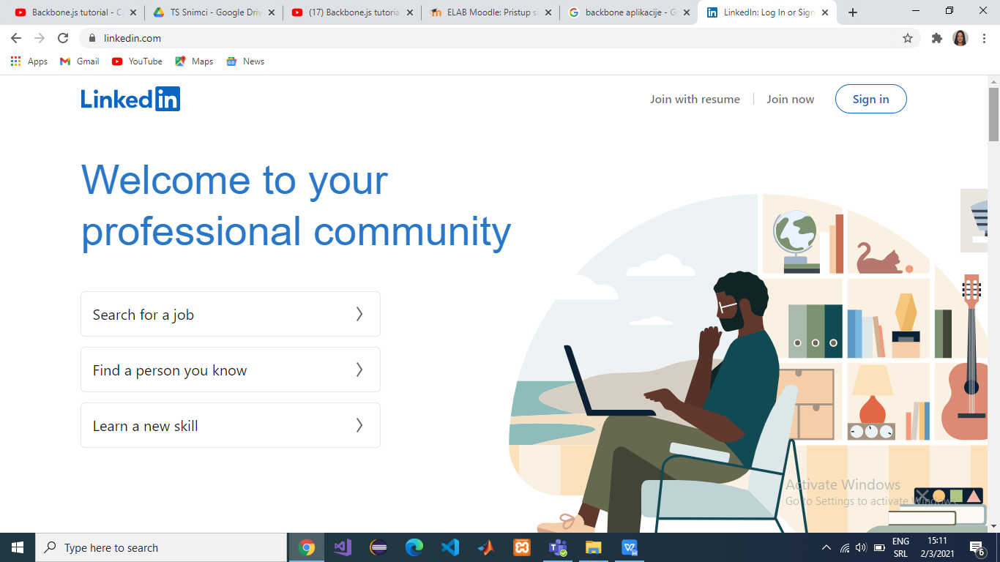 Backbone.js tutorial - C
TS Snimci - Google Driv
(17) Backbone.js tutoria
ELAB Moodle: Pristup s
backbone aplikacije - G
LinkedIn: Log In or Sign
linkedin.com
Apps
Gmail
YouTube
Maps
News
Linked in
Join with resume
Join now
Sign in
Welcome to your
professional community
Search for a job
Find a person you know
Learn a new skill
Activate Windows
Go to Settings to activate Windows.
Type here to search
ENG
SRL
15:11
2/3/2021
6